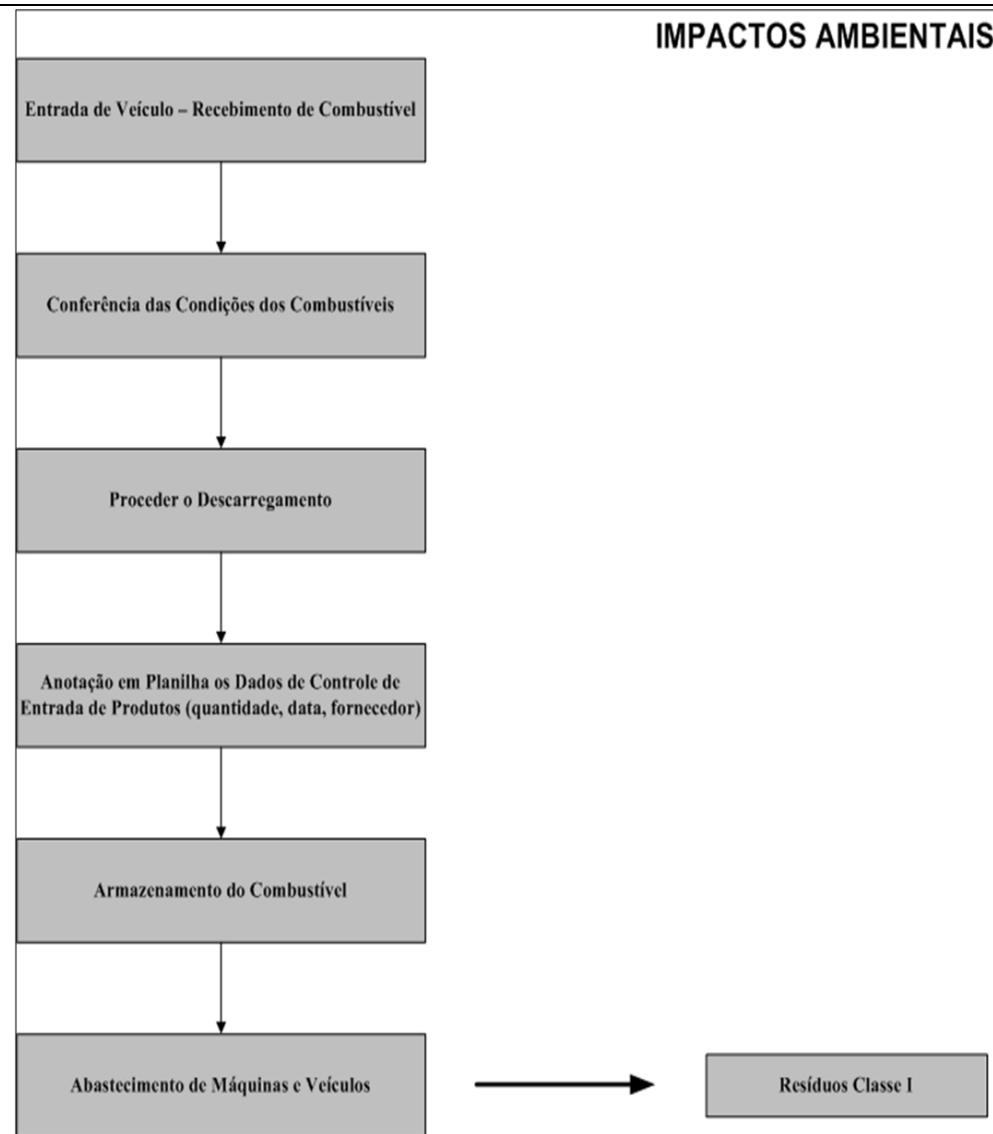 IMPACTOS AMBIENTAIS
Entrada de Veículo – Recebimento de Combustível
Conferência das Condições dos Combustíveis
Proceder o Descarregamento
Anotação em Planilha os Dados de Controle de
Entrada de Produtos (quantidade, data, fornecedor)
Armazenamento do Combustível
Abastecimento de Máquinas e Veículos
Resíduos Classe I